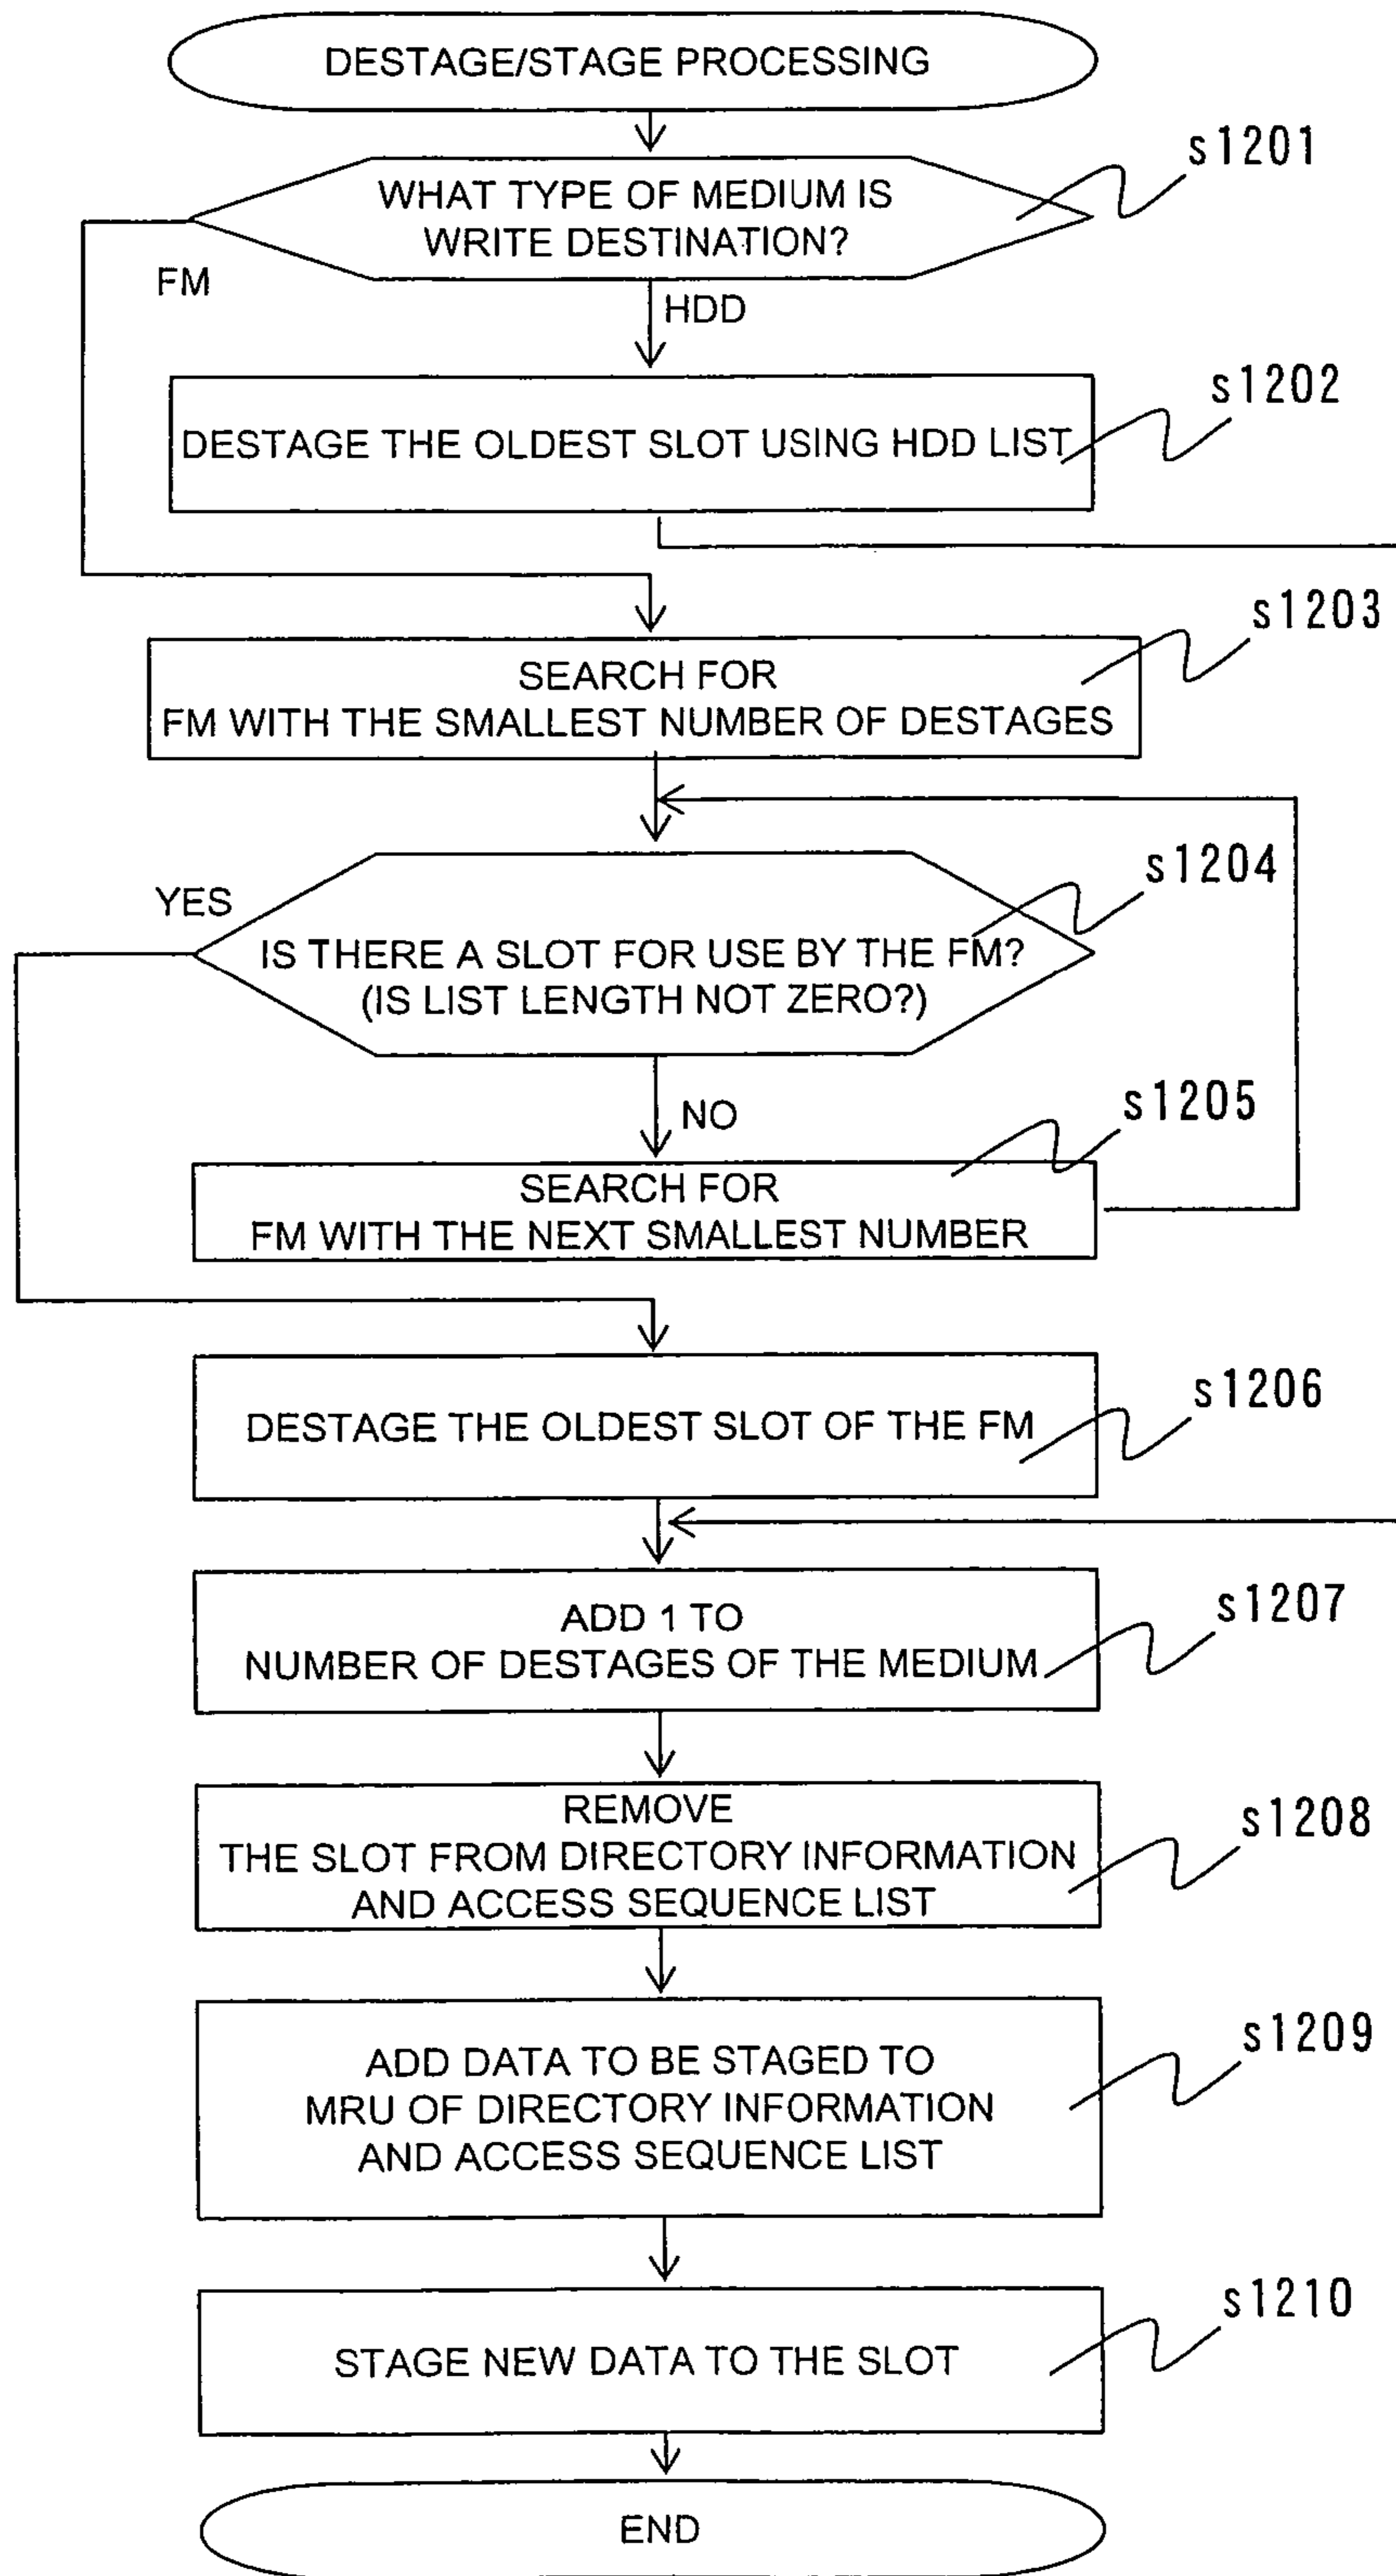 DESTAGE/STAGE PROCESSING
s1201
WHAT TYPE OF MEDIUM IS
WRITE DESTINATION?
FM
HDD
s1202
DESTAGE THE OLDEST SLOT USING HDD LIST
s1203
SEARCH FOR
FM WITH THE SMALLEST NUMBER OF DESTAGES
s1204
YES
IS THERE A SLOT FOR USE BY THE FM?
(IS LIST LENGTH NOT ZERO?)
NO
s1205
SEARCH FOR
FM WITH THE NEXT SMALLEST NUMBER
s1206
DESTAGE THE OLDEST SLOT OF THE FM
s1207
ADD 1 TO
NUMBER OF DESTAGES OF THE MEDIUM
s1208
REMOVE
THE SLOT FROM DIRECTORY INFORMATION
AND ACCESS SEQUENCE LIST
s1209
ADD DATA TO BE STAGED TO
MRU OF DIRECTORY INFORMATION
AND ACCESS SEQUENCE LIST
s1210
STAGE NEW DATA TO THE SLOT
END